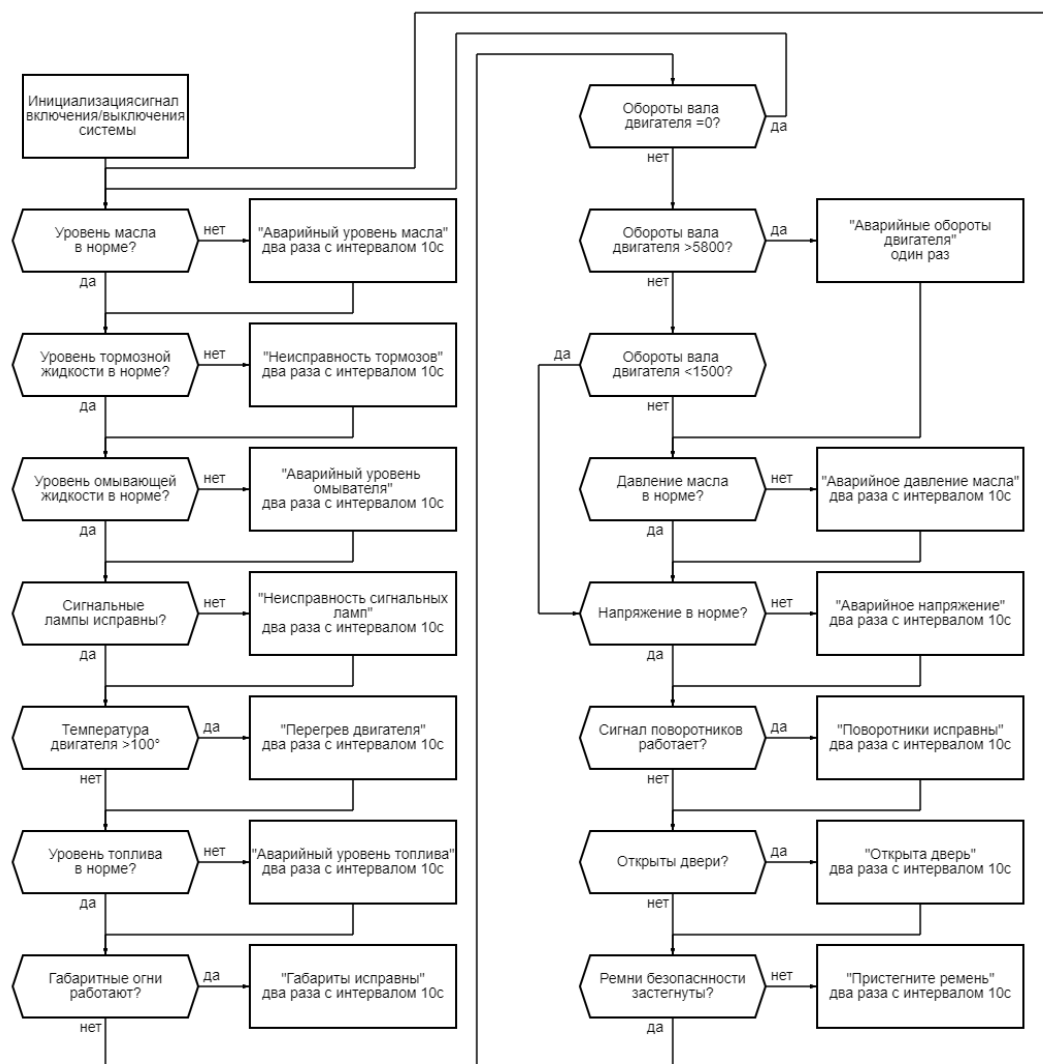 Инициализациясигнал
включения/выключения
системы
Уровень масла
в норме?
нет
"Аварийный уровень масла"
два раза с интервалом 10с
да
Уровень тормозной
жидкости в норме?
нет
"Неисправность тормозов"
два раза с интервалом 10с
да
Уровень омывающей
жидкости в норме?
нет
"Аварийный уровень
омывателя"
два раза с интервалом 10с
да
Сигнальные
лампы исправны?
нет
"Неисправность сигнальных
ламп"
два раза с интервалом 10с
да
Температура
двигателя >100°
да
"Перегрев двигателя"
два раза с интервалом 10с
нет
Уровень топлива
в норме?
нет
"Аварийный уровень топлива"
два раза с интервалом 10с
да
Габаритные огни
работают?
да
"Габариты исправны"
два раза с интервалом 10с
нет
Обороты вала
двигателя =0?
да
нет
Обороты вала
двигателя >5800?
да
"Аварийные обороты
двигателя"
один раз
нет
да
Обороты вала
двигателя <1500?
нет
Давление масла
в норме?
нет
"Аварийное давление масла"
два раза с интервалом 10с
да
Напряжение в норме?
нет
"Аварийное напряжение"
два раза с интервалом 10с
да
Сигнал поворотников
работает?
да
"Поворотники исправны"
два раза с интервалом 10с
нет
Открыты двери?
да
"Открыта дверь"
два раза с интервалом 10с
нет
Ремни безопасности
застегнуты?
нет
"Пристегните ремень"
два раза с интервалом 10с
да